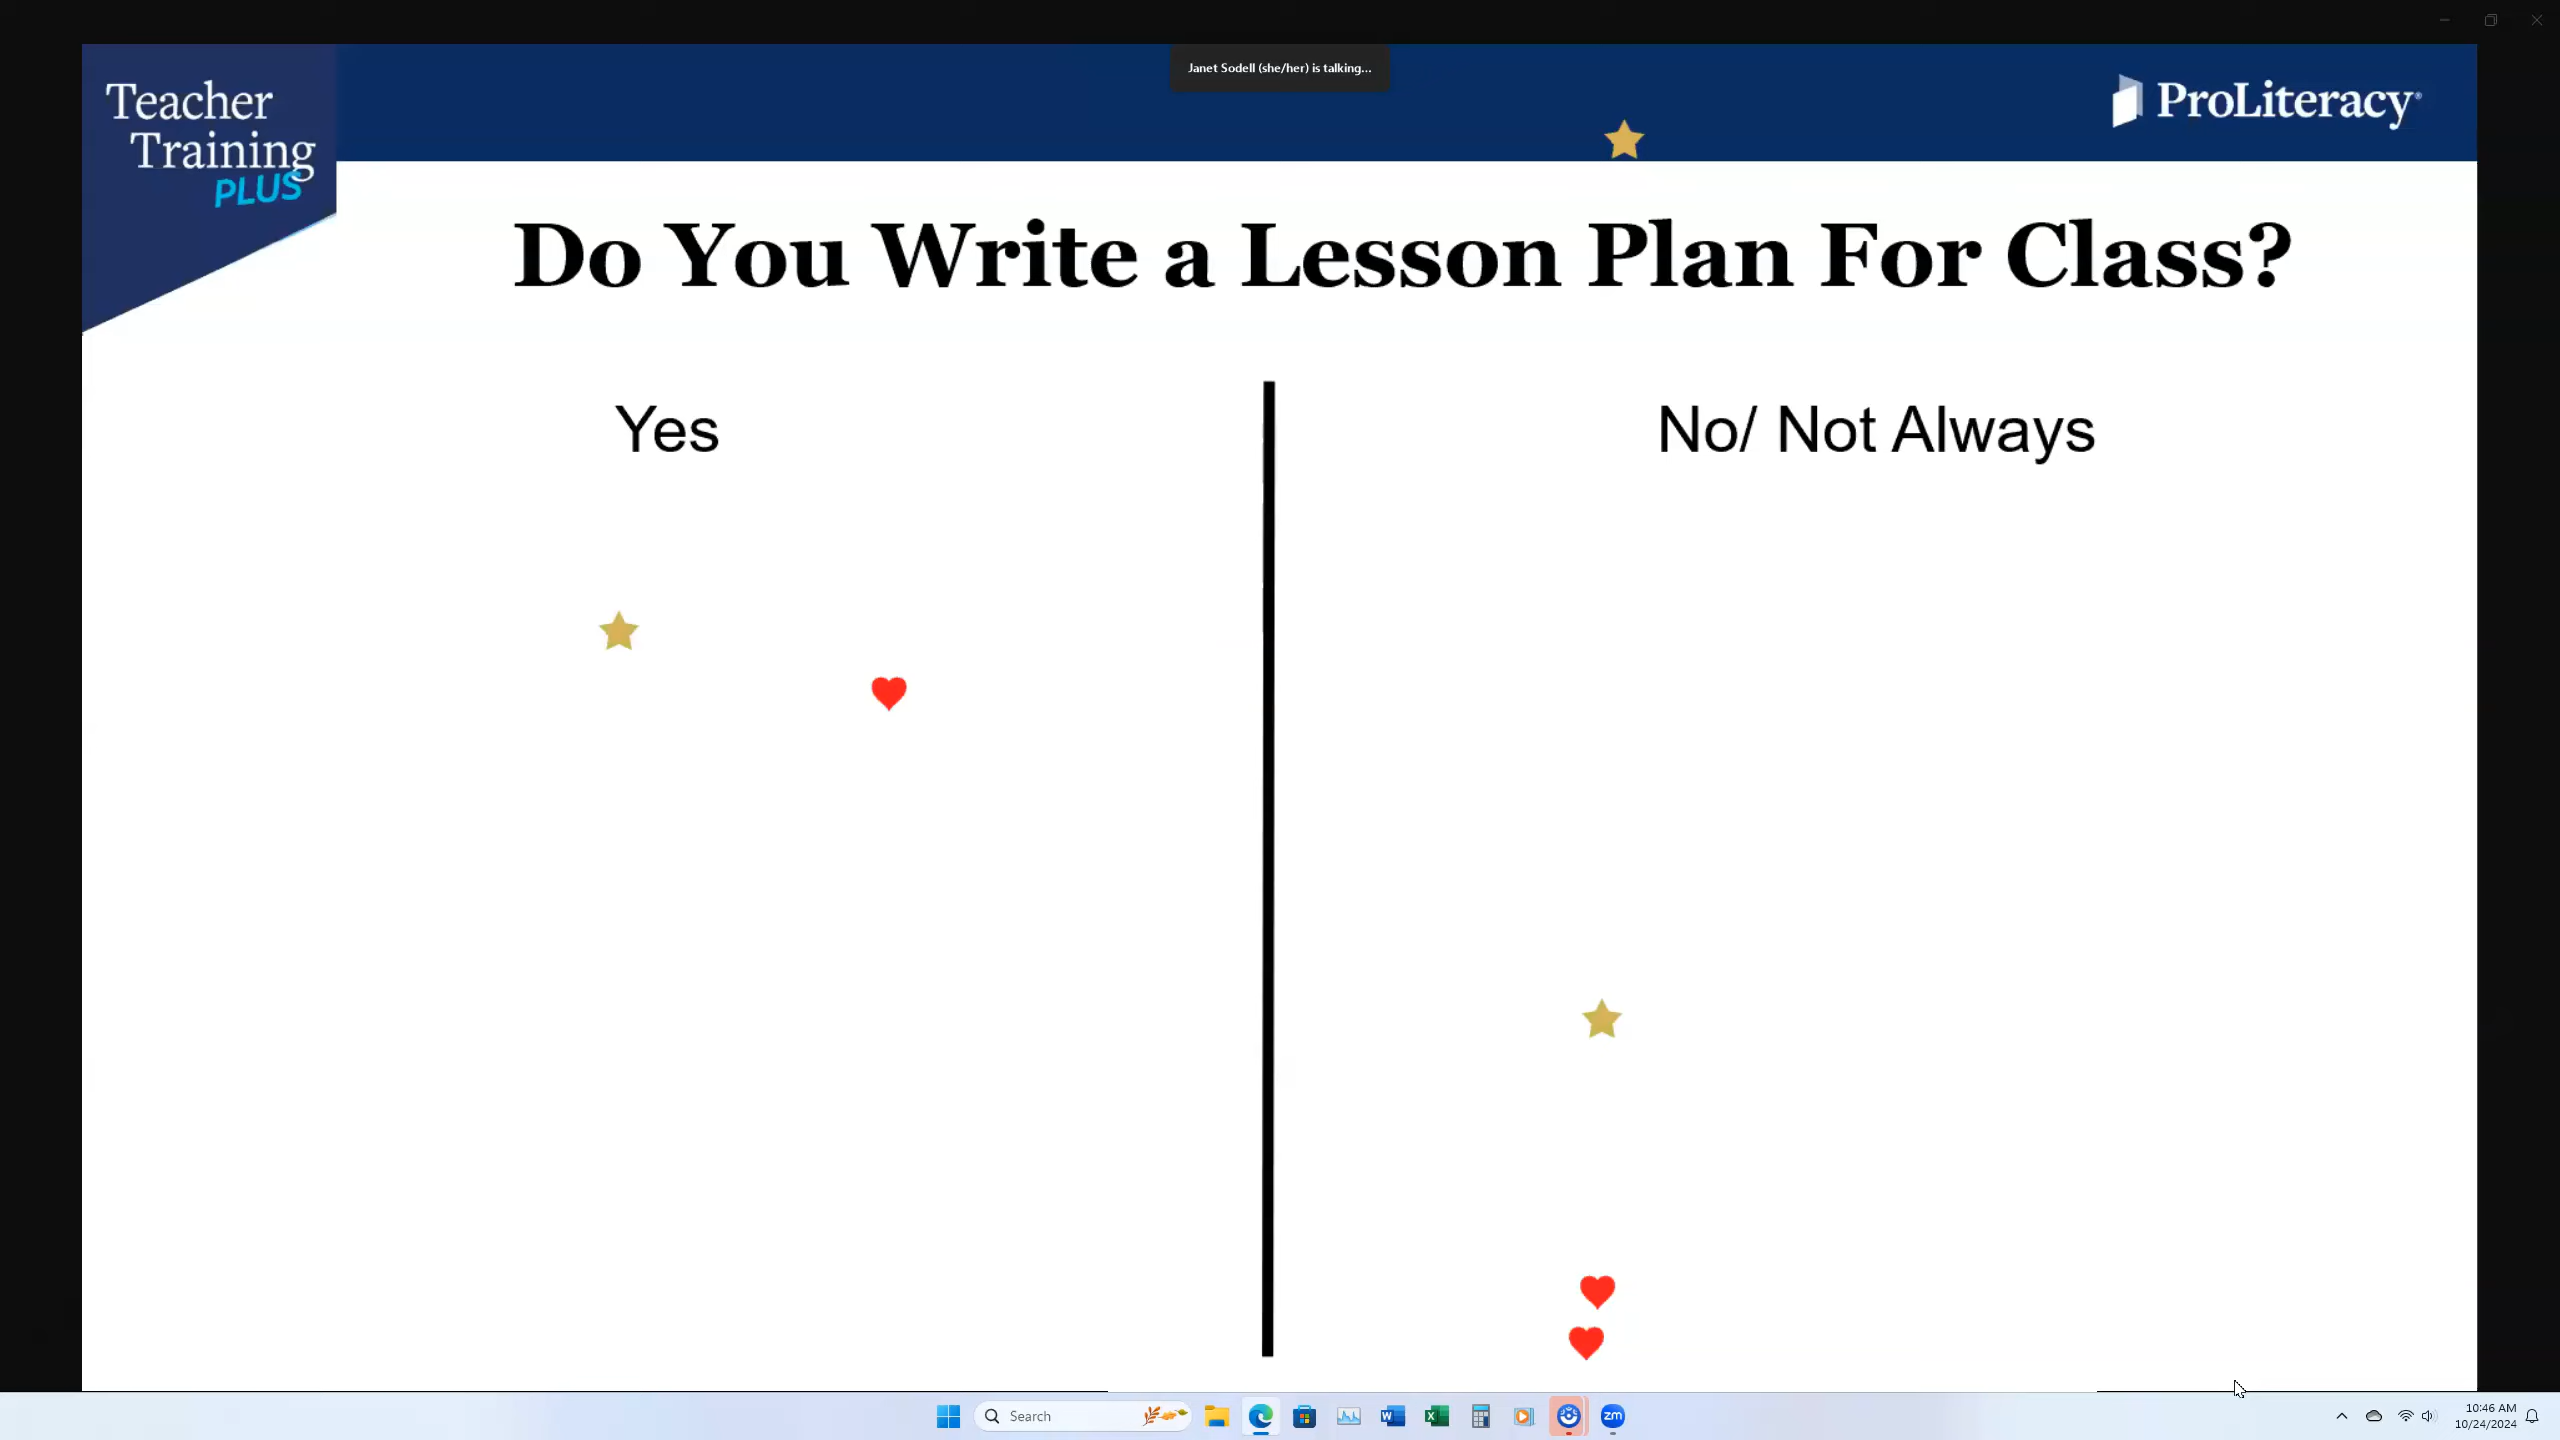 Janet Sodell (she/her) is talking...
Teacher
Training
PLUS
ProLiteracy®
Do You Write a Lesson Plan For Class?
Yes
No/ Not Always
Search
zm
10:46 AM
10/24/2024